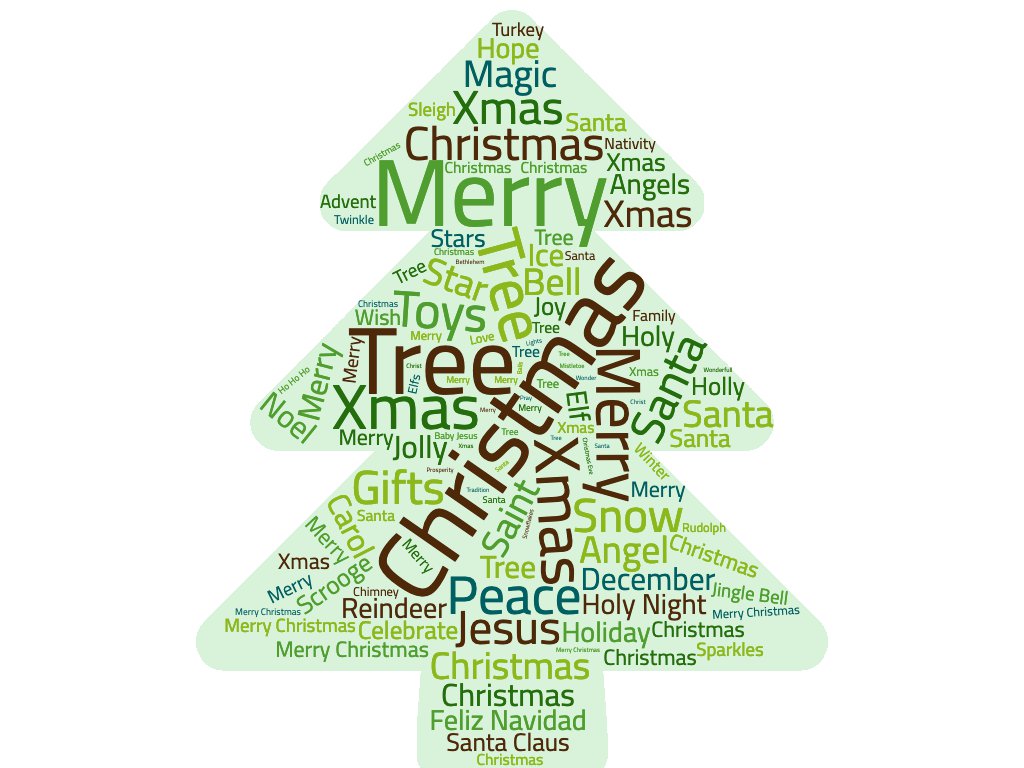 Turkey
Hope
Magic
Sleigh Xmas
Santa
Christmas Nativity
Christmas
Christmas Christmas Xmas
Merry Angels
Advent Xmas
Twinkle
Stars Tree Tree
Christmas Ice Santa
Bethlehem
Tree Star Bell
Christmas Toys Joy
Wish Family
Merry Love Tree Holy
Lights
Merry Tree Tree Christmas Merry Santa
Tree
Christ Mistletoe Xmas Wonderfull
Ho Ho Ho Merry Elfs Merry Merry Balls Tree Wonder Holly
Noel Xmas Pray Elf Christ Santa
Merry Merry
Merry Jolly Baby Jesus Tree Xmas Santa
Xmas Tree Santa
Prosperity Santa Xmas Christmas Eve Winter
Gifts Tradition Merry
Santa Saint
Carol Santa Snowflakes Snow Rudolph
Merry
Xmas Merry Angel Christmas
Merry Scrooge Tree December Jingle Bell
Chimney
Merry Christmas Reindeer Peace Holy Night Merry Christmas
Merry Christmas Celebrate Jesus Holiday Christmas
Merry Christmas Merry Christmas Christmas Sparkles
Christmas
Christmas
Feliz Navidad
Santa Claus
Christmas